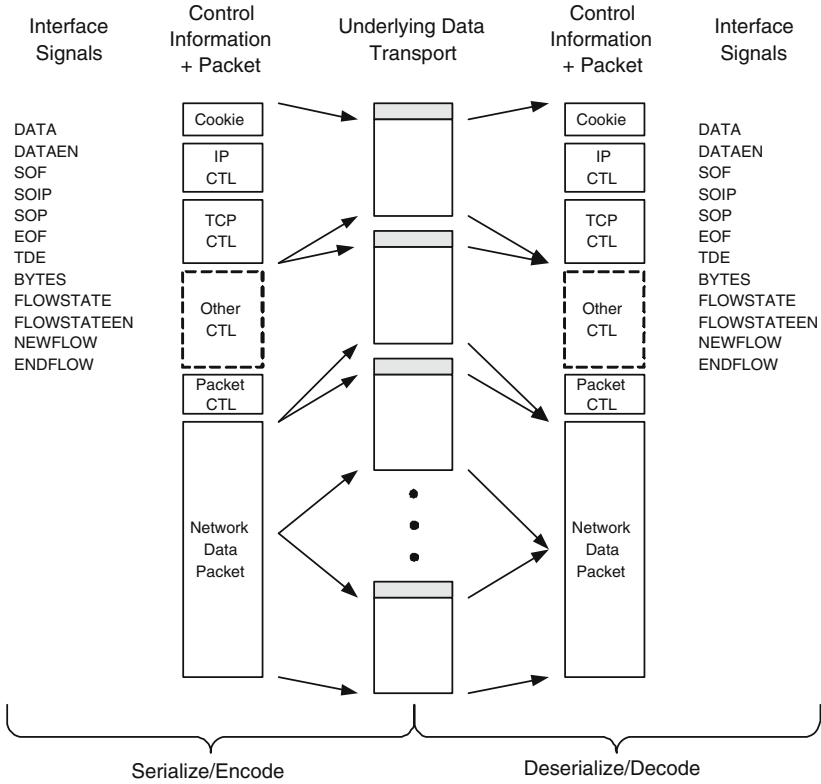 Interface
Signals
Control
Information
+ Packet
Underlying Data
Transport
Control
Information
+ Packet
Interface
Signals
DATA
DATAEN
SOF
SOIP
SOP
EOF
TDE
BYTES
FLOWSTATE
FLOWSTATEEN
NEWFLOW
ENDFLOW
Cookie
IP
CTL
TCP
CTL
Other
CTL
Packet
CTL
Network
Data
Packet
Cookie
IP
CTL
TCP
CTL
Other
CTL
Packet
CTL
Network
Data
Packet
DATA
DATAEN
SOF
SOIP
SOP
EOF
TDE
BYTES
FLOWSTATE
FLOWSTATEEN
NEWFLOW
ENDFLOW
Serialize/Encode
Deserialize/Decode